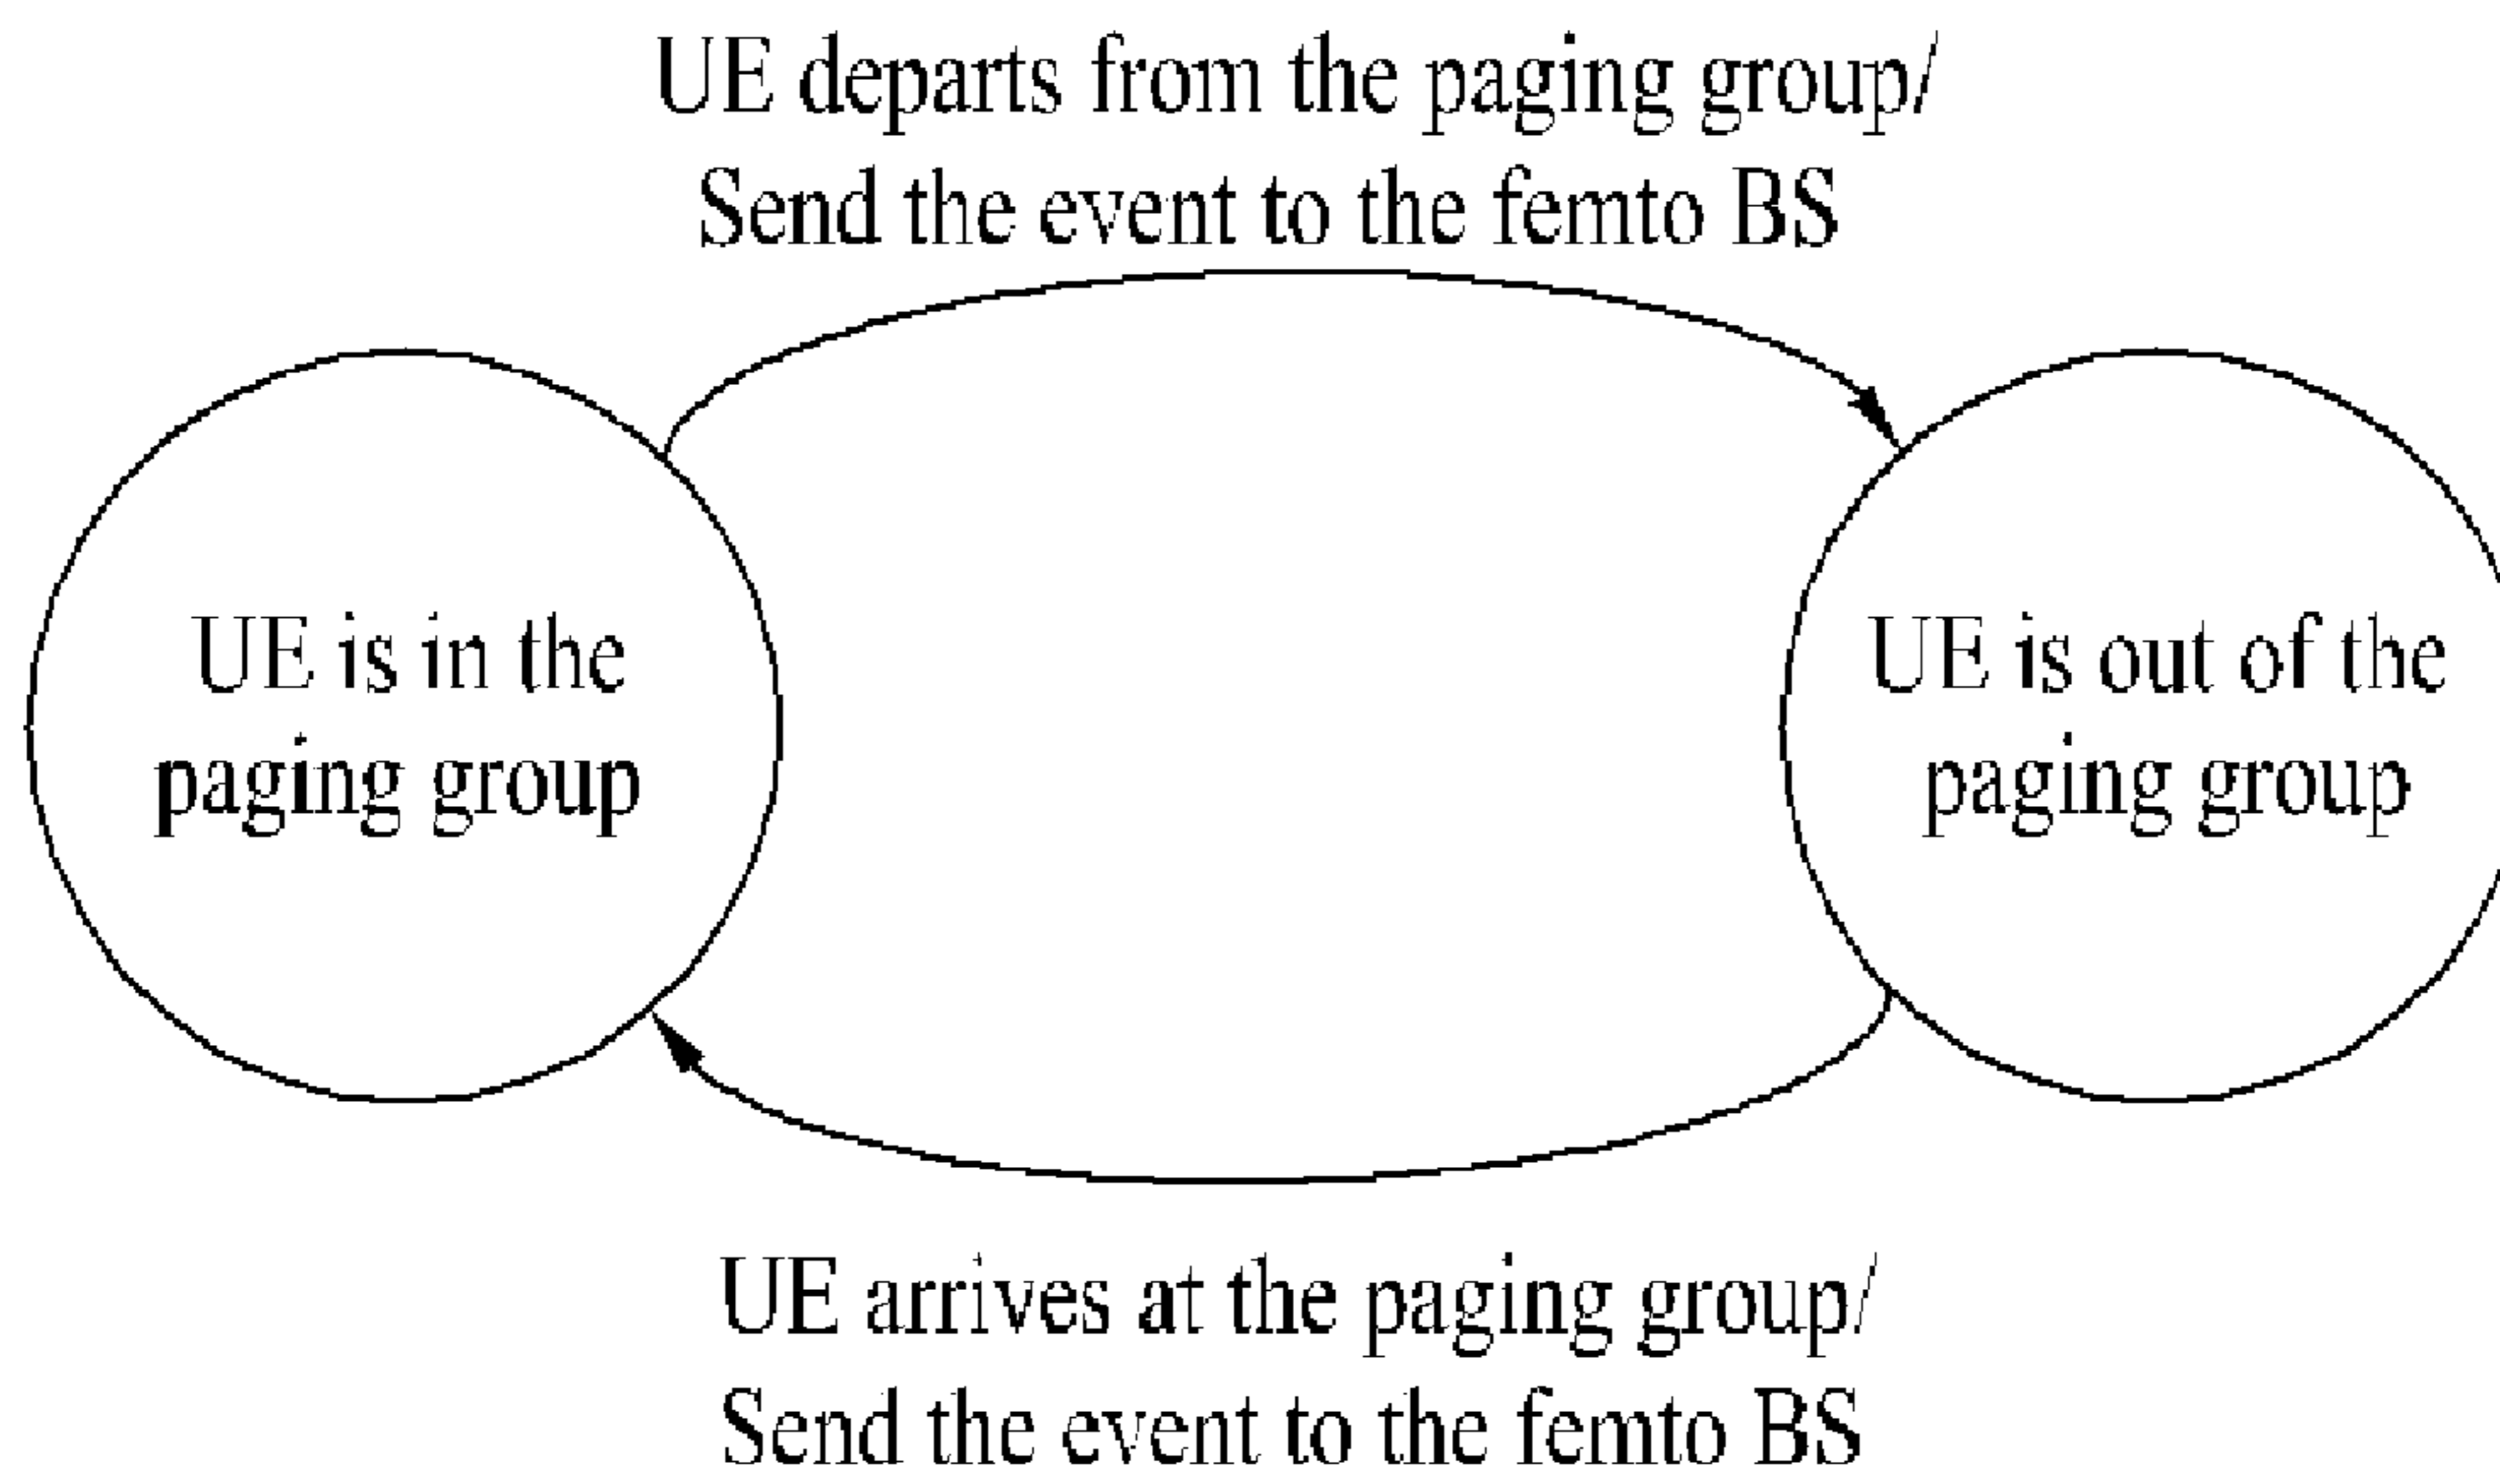 UE departs from the paging group/
Send the event to the femto BS
UE is in the
paging group
UE is out of the
paging group
UE arrives at the paging group/
Send the event to the femto BS